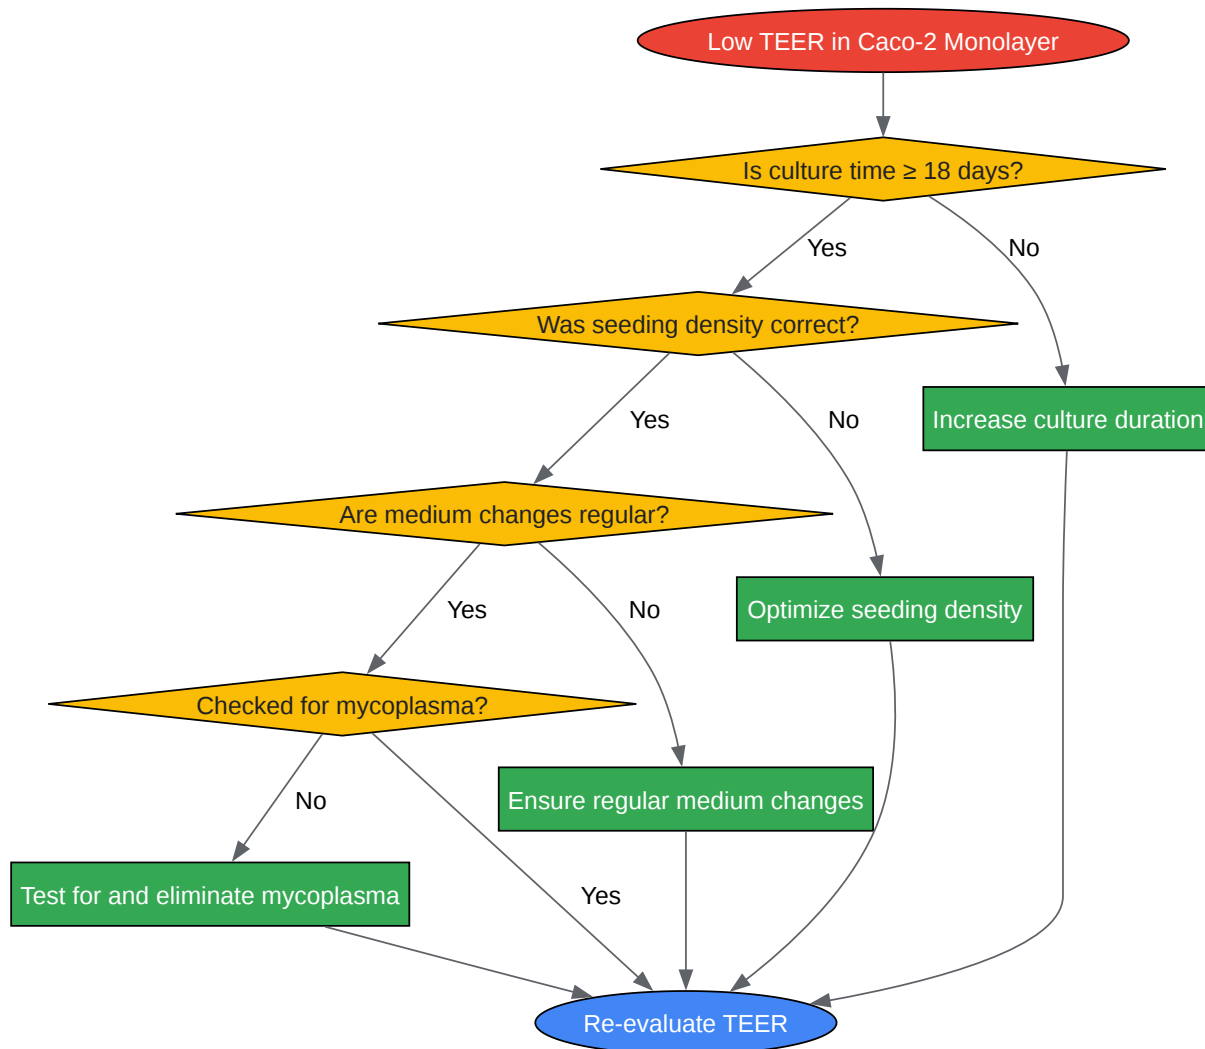 Low TEER in Caco-2 Monolayer
Is culture time ≥ 18 days?
Yes
No
Was seeding density correct?
Yes
No
Increase culture duration
Are medium changes regular?
Yes
No
Optimize seeding density
Checked for mycoplasma?
No
Yes
Ensure regular medium changes
Test for and eliminate mycoplasma
Re-evaluate TEER